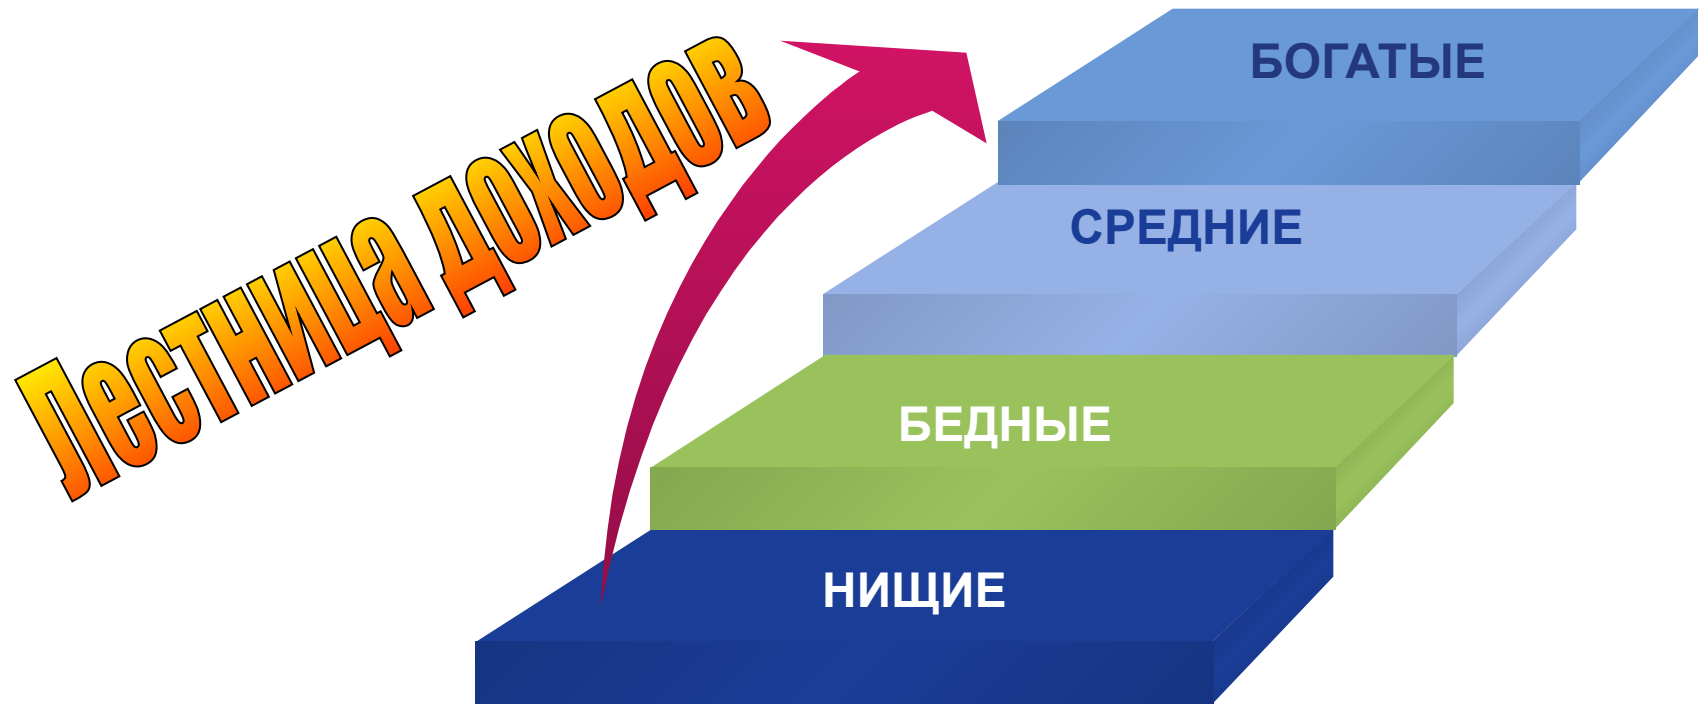 Лестница доходов
БОГАТЫЕ
СРЕДНИЕ
БЕДНЫЕ
НИЩИЕ